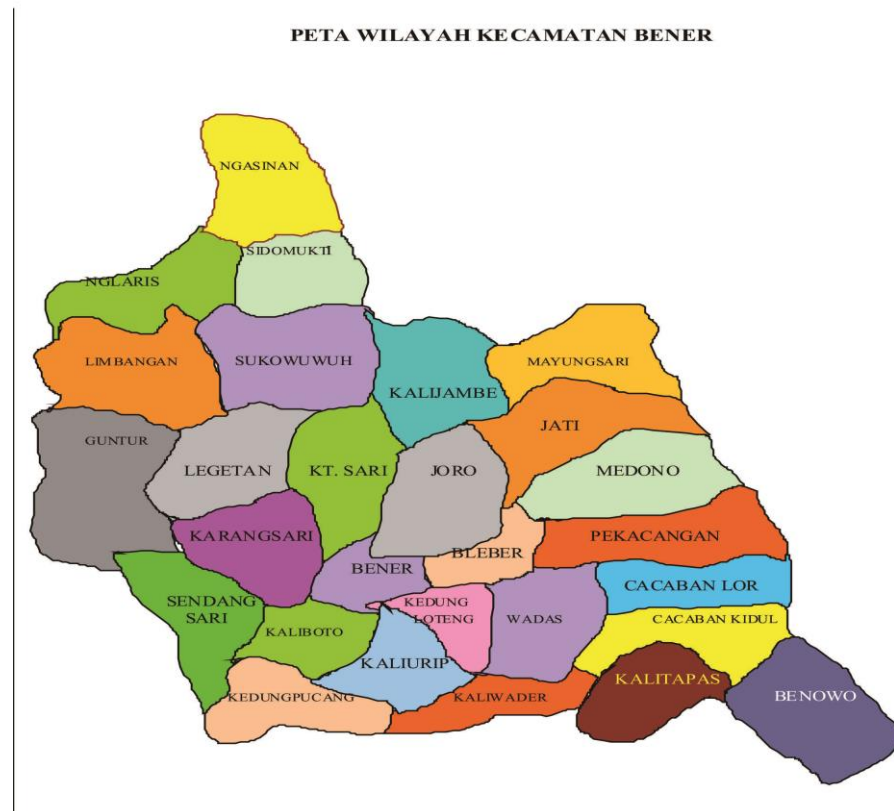 PETA WILAYAH KECAMATAN BENER
NGASINAN
SIDOMUKTI
NGLARIS
LIMBANGAN
SUKOWUWUH
KALIJAMBE
MAYUNGSARI
GUNTUR
LEGETAN
KT. SARI
JORO
JATI
MEDONO
KARANGSARI
BENER
BLEBER
PEKACANGAN
SENDANG
SARI
KALIBOTO
KEDUNG
LOTENG
WADAS
CACABAN LOR
CACABAN KIDUL
KALIURIP
KEDUNGPUCANG
KALIWADER
KALITAPAS
BENOWO